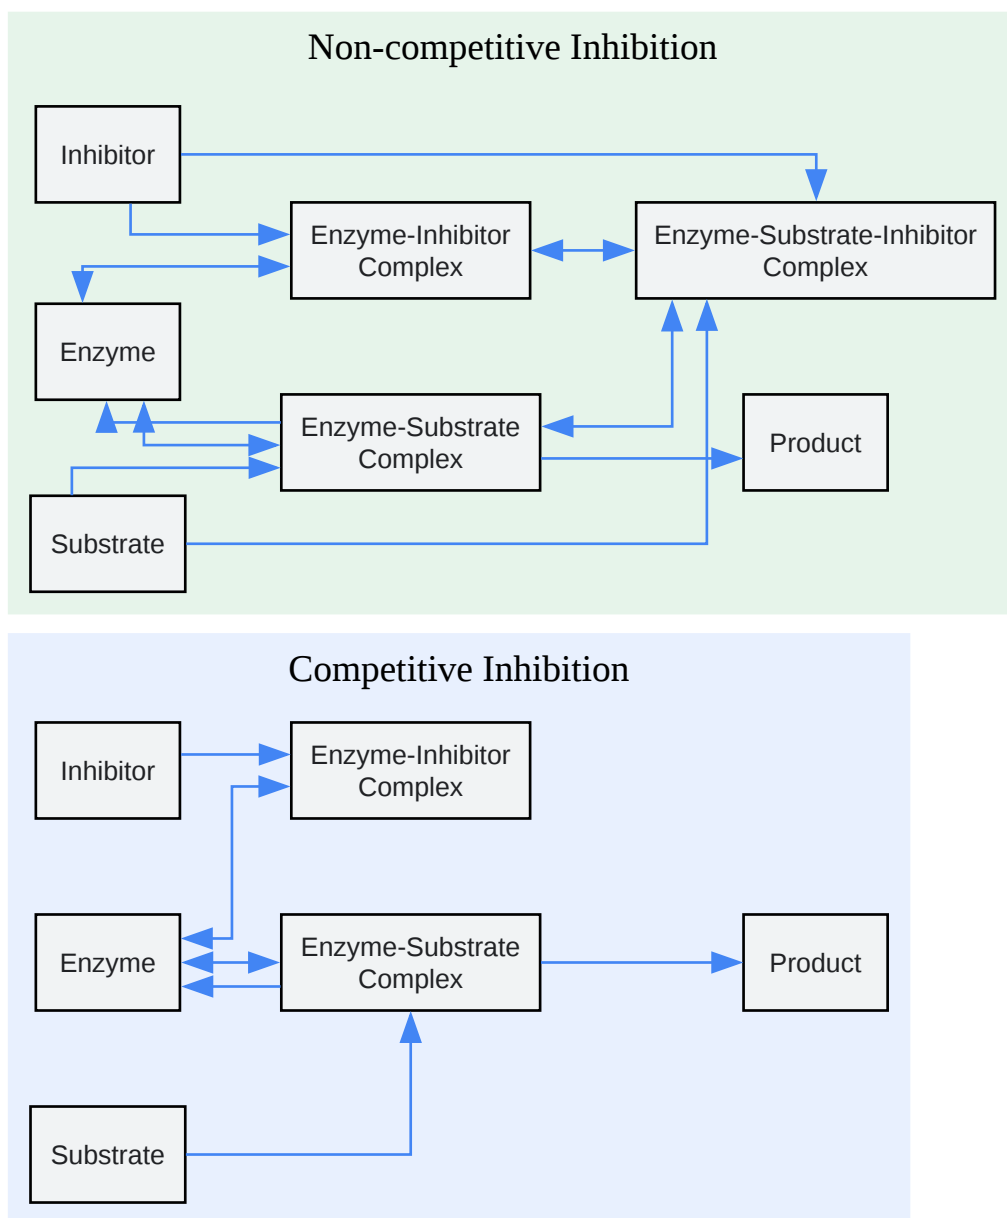 Non-competitive Inhibition
Inhibitor
Enzyme-Inhibitor
Complex
Enzyme-Substrate-Inhibitor
Complex
Enzyme
Enzyme-Substrate
Complex
Product
Substrate
Competitive Inhibition
Inhibitor
Enzyme-Inhibitor
Complex
Enzyme
Enzyme-Substrate
Complex
Product
Substrate